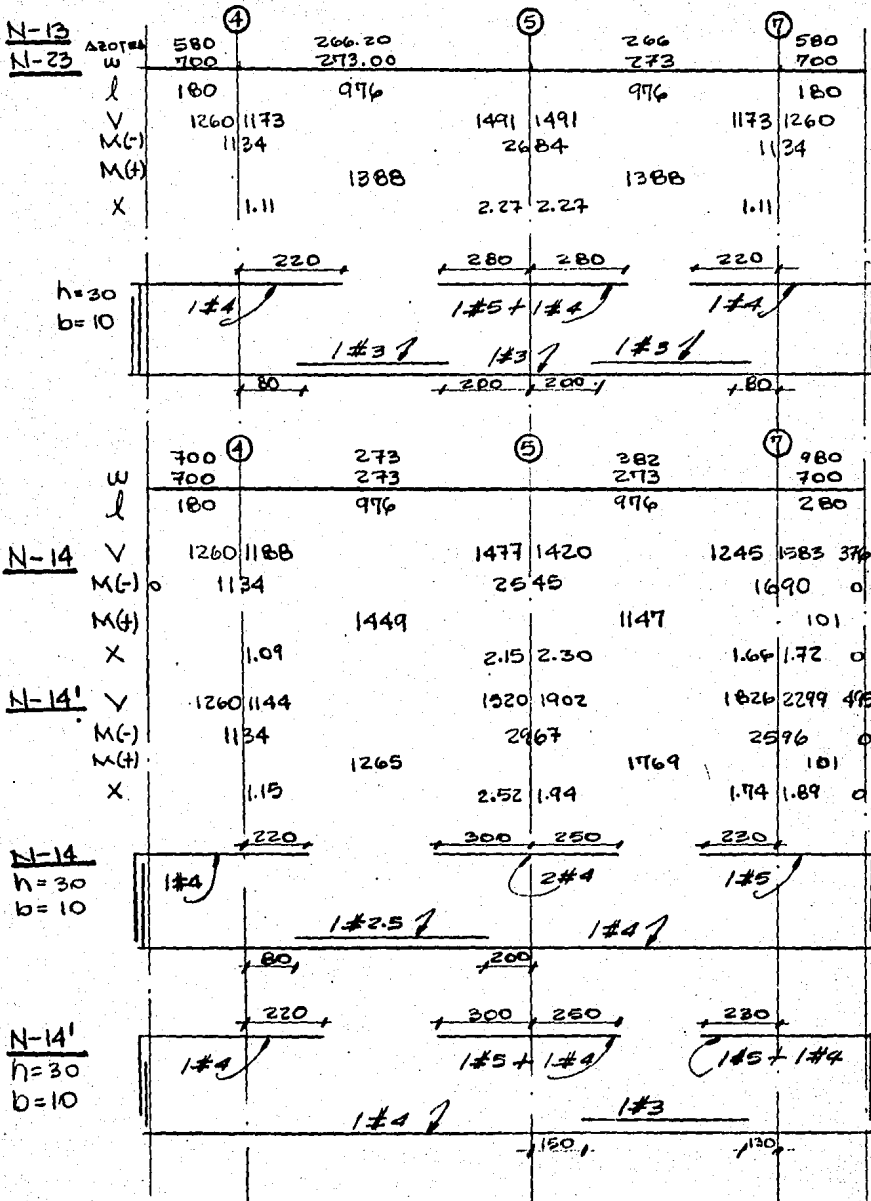 ④ ⑤ ⑦
N-13 AZOTEA 580 266.20 266 580
N-23 w 700 273.00 273 700
l 180 976 976 180
V 1260 1173 1491 1491 1173 1260
M(-) 1134 2684 1134
M(+) 1388 1388
X 1.11 2.27 2.27 1.11
220 280 280 220
h=30 1#4 1#5 + 1#4 1#4
b=10
1#3 1#3 1#3
80 200 200 80
④ ⑤ ⑦
700 273 382 980
w 700 273 273 700
l 180 976 976 280
N-14 V 1260 1188 1477 1420 1245 1583 376
M(-) 0 1134 2545 1690 0
M(+) 1449 1147 101
X 1.09 2.15 2.30 1.66 1.72 0
N-14' V 1260 1144 1520 1902 1826 2299 495
M(-) 1134 2967 2596 0
M(+) 1265 1769 101
X 1.15 2.52 1.94 1.74 1.89 0
220 300 250 230
N-14
h=30 1#4 2#4 1#5
b=10
1#2.5 1#4
80 200
220 300 250 230
N-14'
h=30 1#4 1#5 + 1#4 1#5 + 1#4
b=10
1#4 1#3
150 130